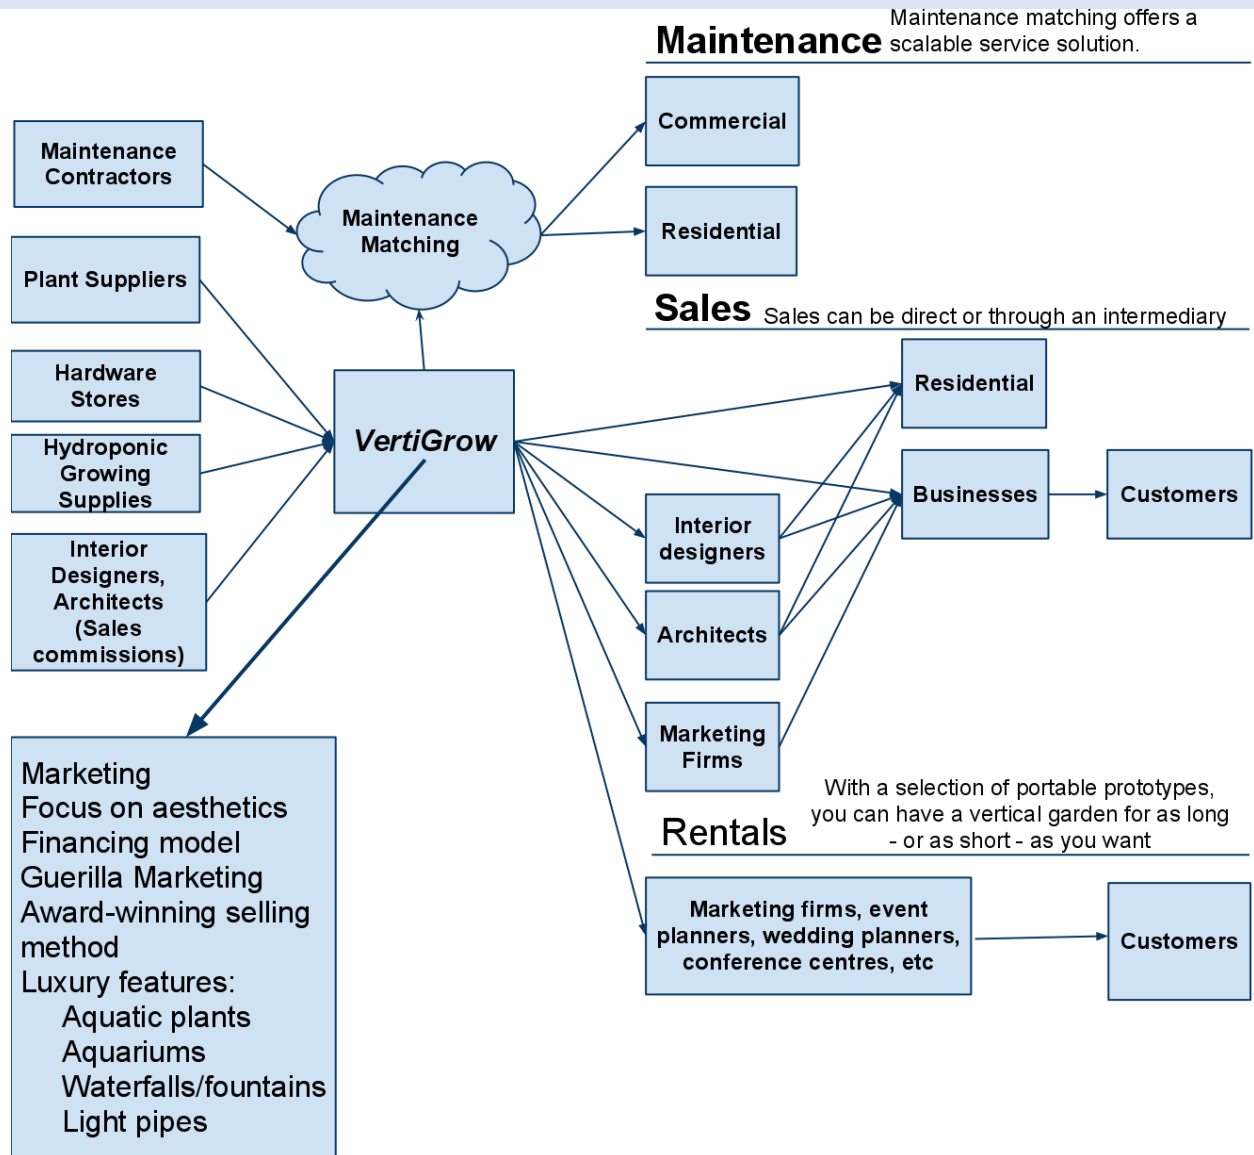 Maintenance
Maintenance matching offers a
scalable service solution.
Commercial
Maintenance
Contractors
Maintenance
Matching
Residential
Plant Suppliers
Sales
Sales can be direct or through an intermediary
Hardware
Stores
Residential
VertiGrow
Hydroponic
Growing
Supplies
Businesses
Customers
Interior
designers
Interior
Designers,
Architects
(Sales
commissions)
Architects
Marketing
Firms
Marketing
Focus on aesthetics
Financing model
Guerilla Marketing
Award-winning selling
method
Luxury features:
Aquatic plants
Aquariums
Waterfalls/fountains
Light pipes
Rentals
With a selection of portable prototypes,
you can have a vertical garden for as long
- or as short - as you want
Marketing firms, event
planners, wedding planners,
conference centres, etc
Customers